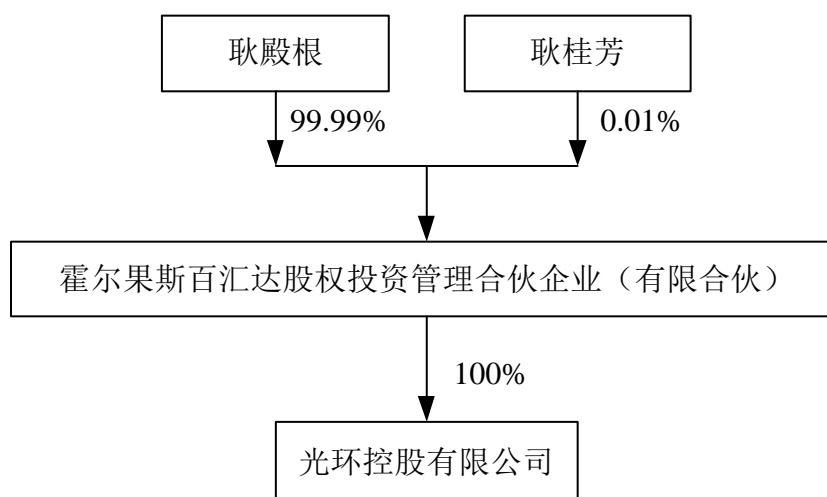 耿殿根
耿桂芳
99.99%
0.01%
霍尔果斯百汇达股权投资管理合伙企业（有限合伙）
100%
光环控股有限公司